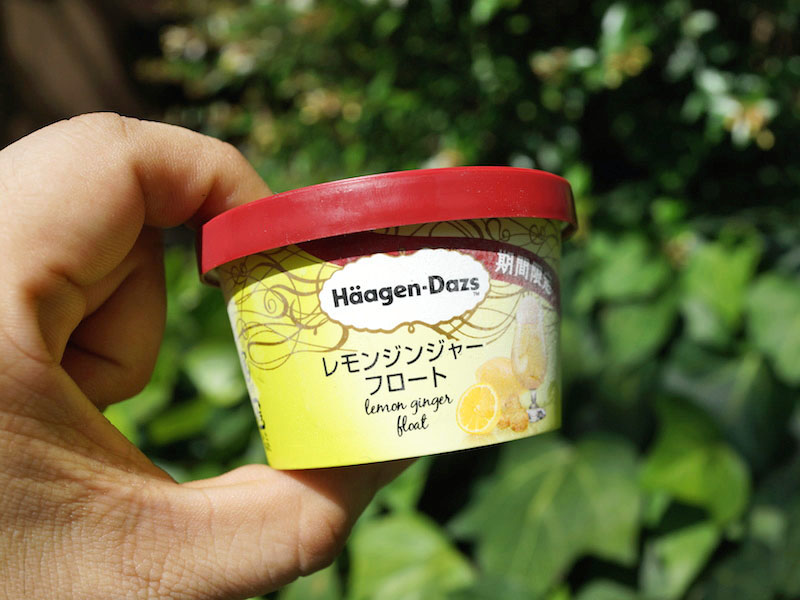 期間限定
Häagen-Dazs
TM
レモンジンジャー
フロート
lemon ginger
float